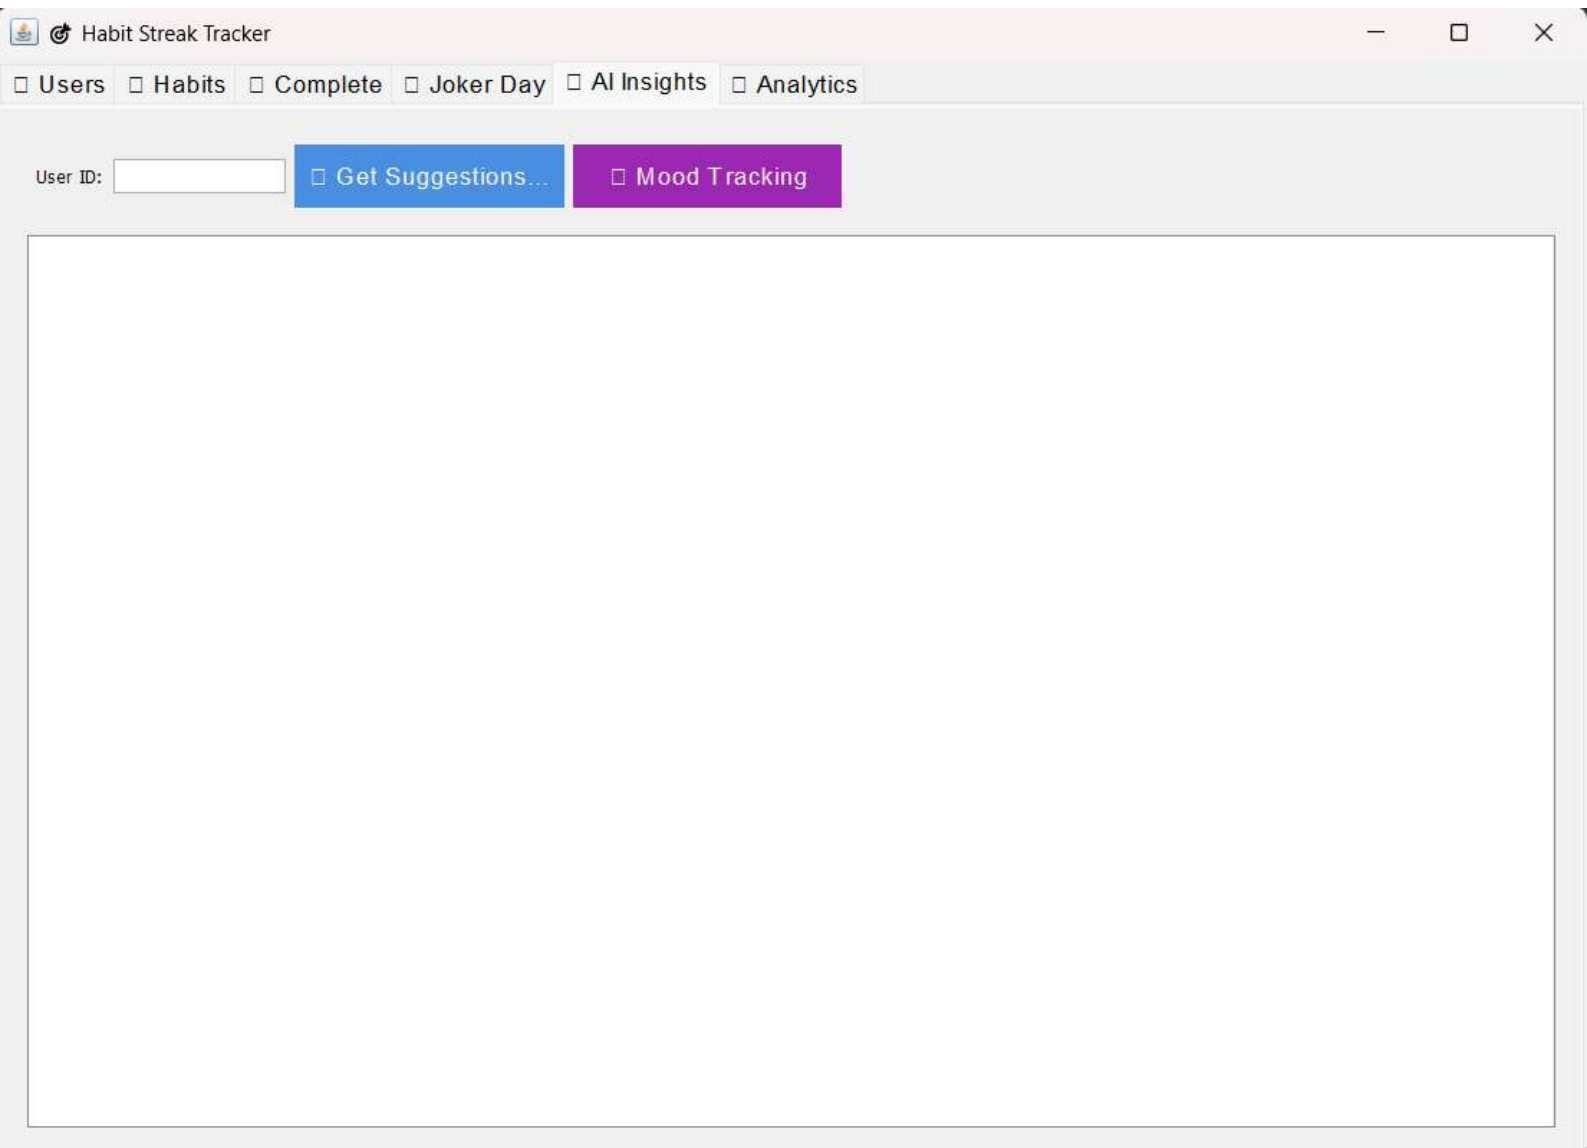 🎯 Habit Streak Tracker
□ Users □ Habits □ Complete □ Joker Day □ AI Insights □ Analytics
User ID: □ Get Suggestions... □ Mood Tracking